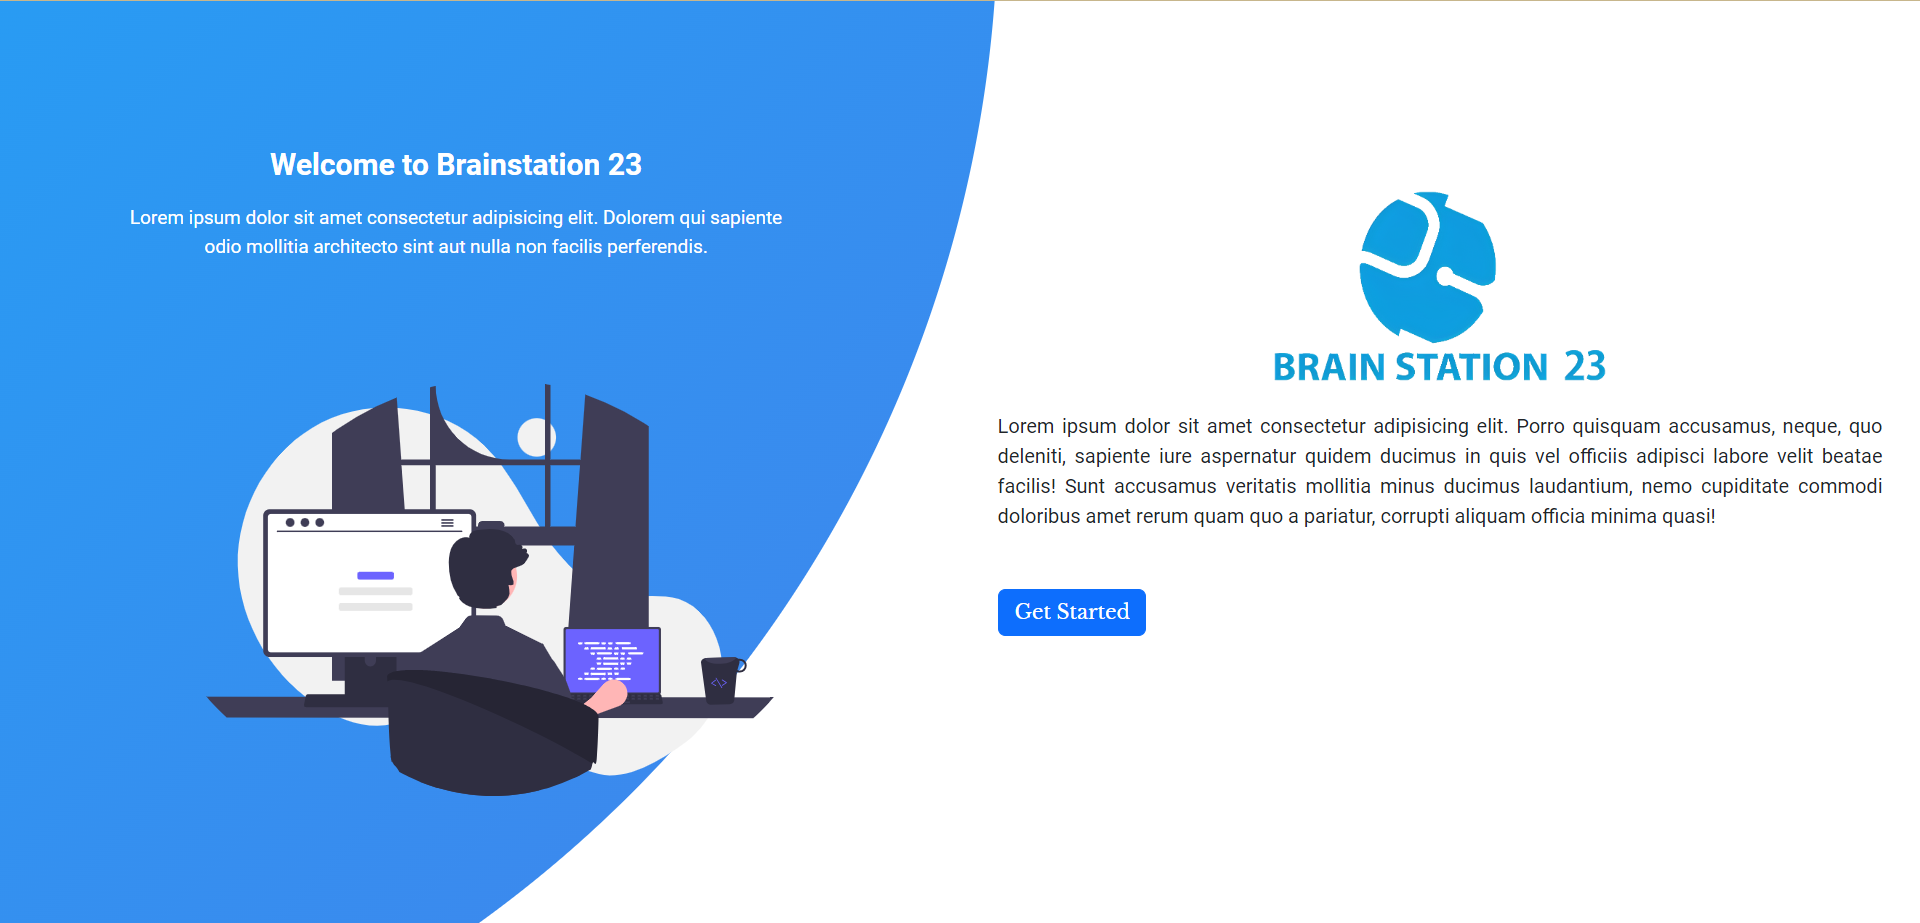 Welcome to Brainstation 23
Lorem ipsum dolor sit amet consectetur adipisicing elit. Dolorem qui sapiente
odio mollitia architecto sint aut nulla non facilis perferendis.
BRAIN STATION 23
Lorem ipsum dolor sit amet consectetur adipisicing elit. Porro quisquam accusamus, neque, quo
deleniti, sapiente iure aspernatur quidem ducimus in quis vel officiis adipisci labore velit beatae
facilis! Sunt accusamus veritatis mollitia minus ducimus laudantium, nemo cupiditate commodi
doloribus amet rerum quam quo a pariatur, corrupti aliquam officia minima quasi!
Get Started